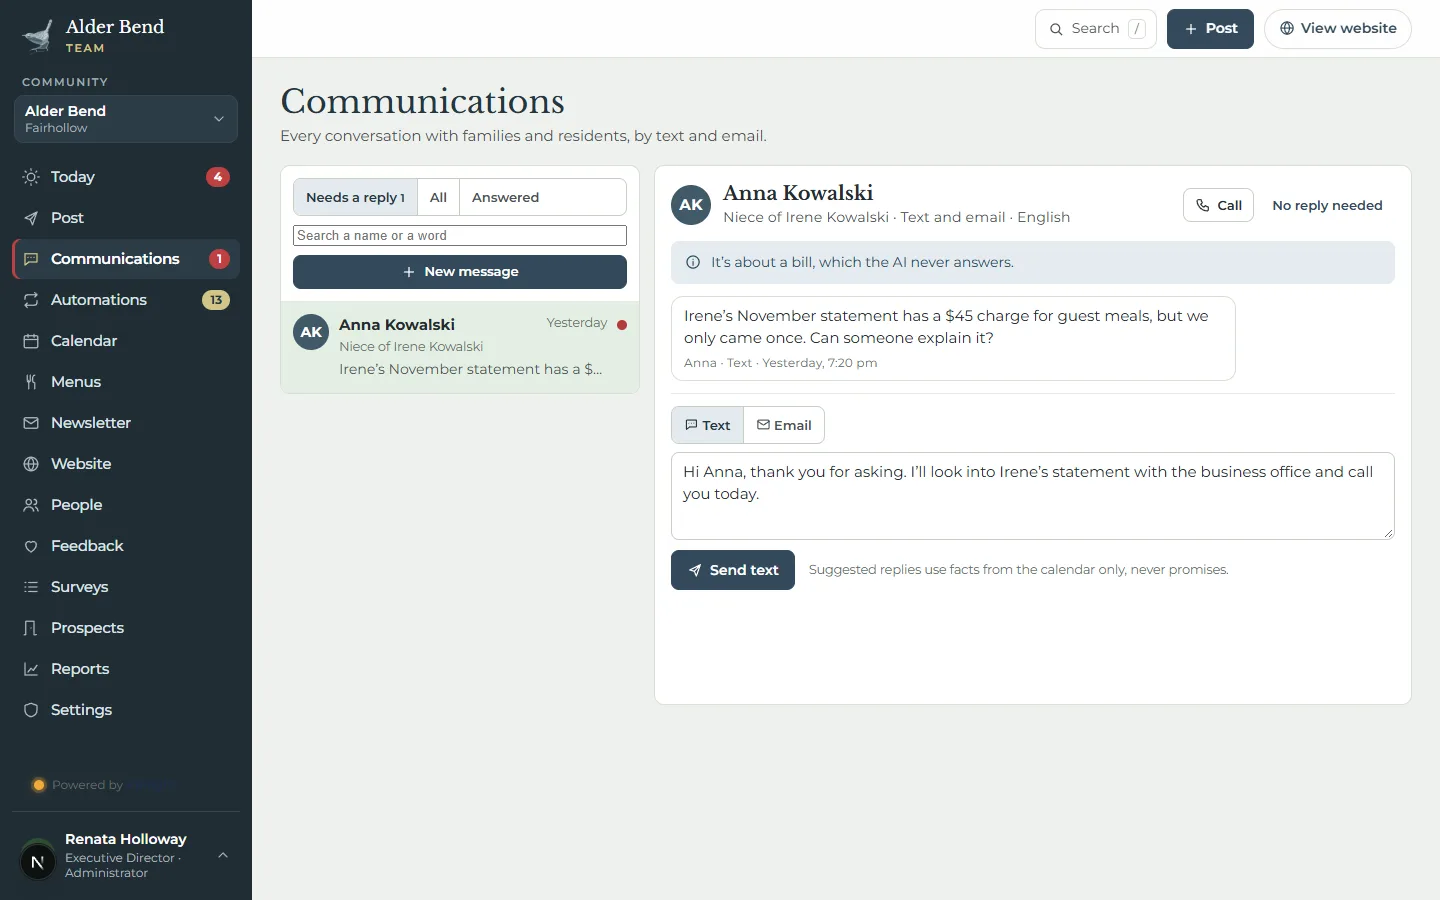 Alder Bend
TEAM
COMMUNITY
Alder Bend
Fairhollow
Today 4
Post
Communications 1
Automations 13
Calendar
Menus
Newsletter
Website
People
Feedback
Surveys
Prospects
Reports
Settings
Powered by
N
Renata Holloway
Executive Director ·
Administrator
Search /
Post
View website
Communications
Every conversation with families and residents, by text and email.
Needs a reply 1
All
Answered
Search a name or a word
New message
AK
Anna Kowalski
Yesterday
Niece of Irene Kowalski
Irene’s November statement has a $...
AK
Anna Kowalski
Niece of Irene Kowalski · Text and email · English
Call
No reply needed
It’s about a bill, which the AI never answers.
Irene’s November statement has a $45 charge for guest meals, but we
only came once. Can someone explain it?
Anna · Text · Yesterday, 7:20 pm
Text
Email
Hi Anna, thank you for asking. I’ll look into Irene’s statement with the business office and call
you today.
Send text
Suggested replies use facts from the calendar only, never promises.